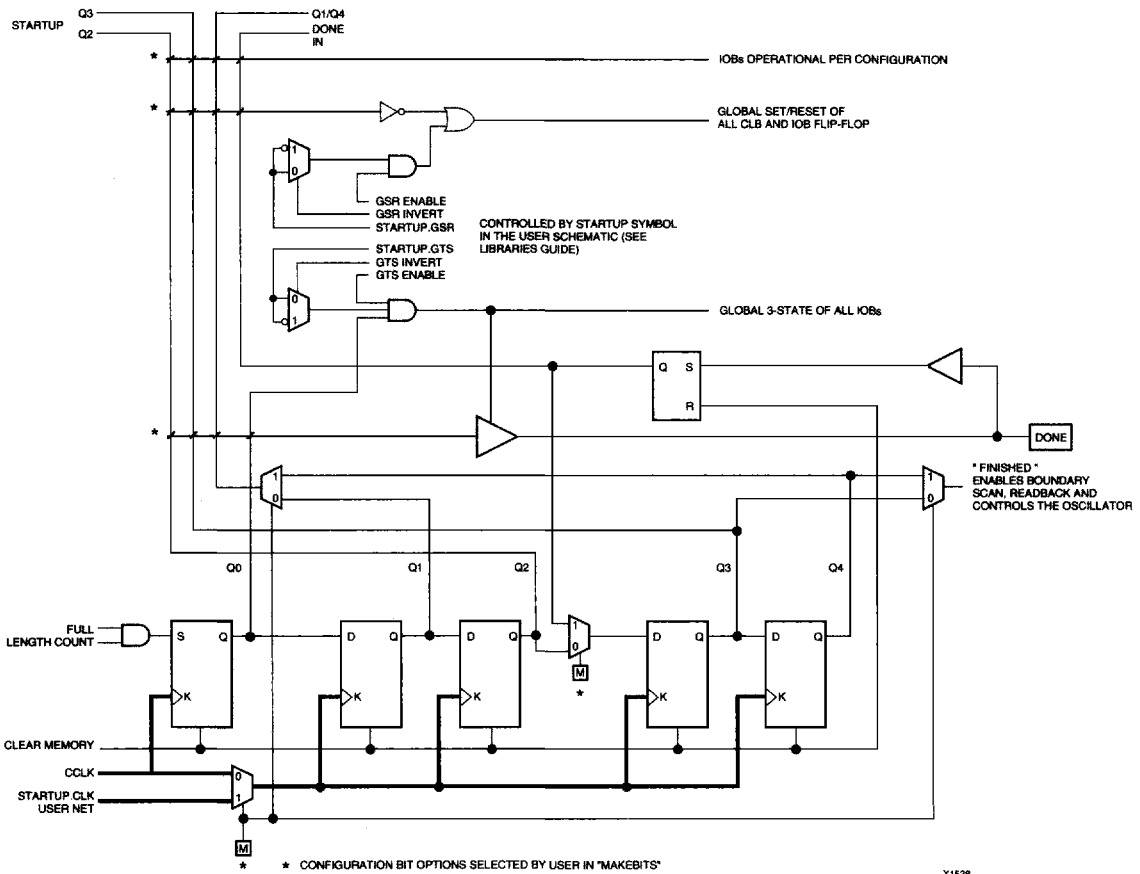 STARTUP
Q3
Q2
Q1/Q4
DONE
IN
*
IOBs OPERATIONAL PER CONFIGURATION
*
GLOBAL SET/RESET OF
ALL CLB AND IOB FLIP-FLOP
1
0
GSR ENABLE
GSR INVERT
STARTUP.GSR
CONTROLLED BY STARTUP SYMBOL
IN THE USER SCHEMATIC (SEE
LIBRARIES GUIDE)
STARTUP.GTS
GTS INVERT
GTS ENABLE
0
1
GLOBAL 3-STATE OF ALL IOBs
Q S
R
*
DONE
1
0
1
0
" FINISHED "
ENABLES BOUNDARY
SCAN, READBACK AND
CONTROLS THE OSCILLATOR
Q0
Q1
Q2
Q3
Q4
FULL
LENGTH COUNT
S Q
K
D Q
K
D Q
K
1
0
M
*
D Q
K
D Q
K
CLEAR MEMORY
CCLK
STARTUP.CLK
USER NET
0
1
M
*
* CONFIGURATION BIT OPTIONS SELECTED BY USER IN "MAKEBITS"
X1528